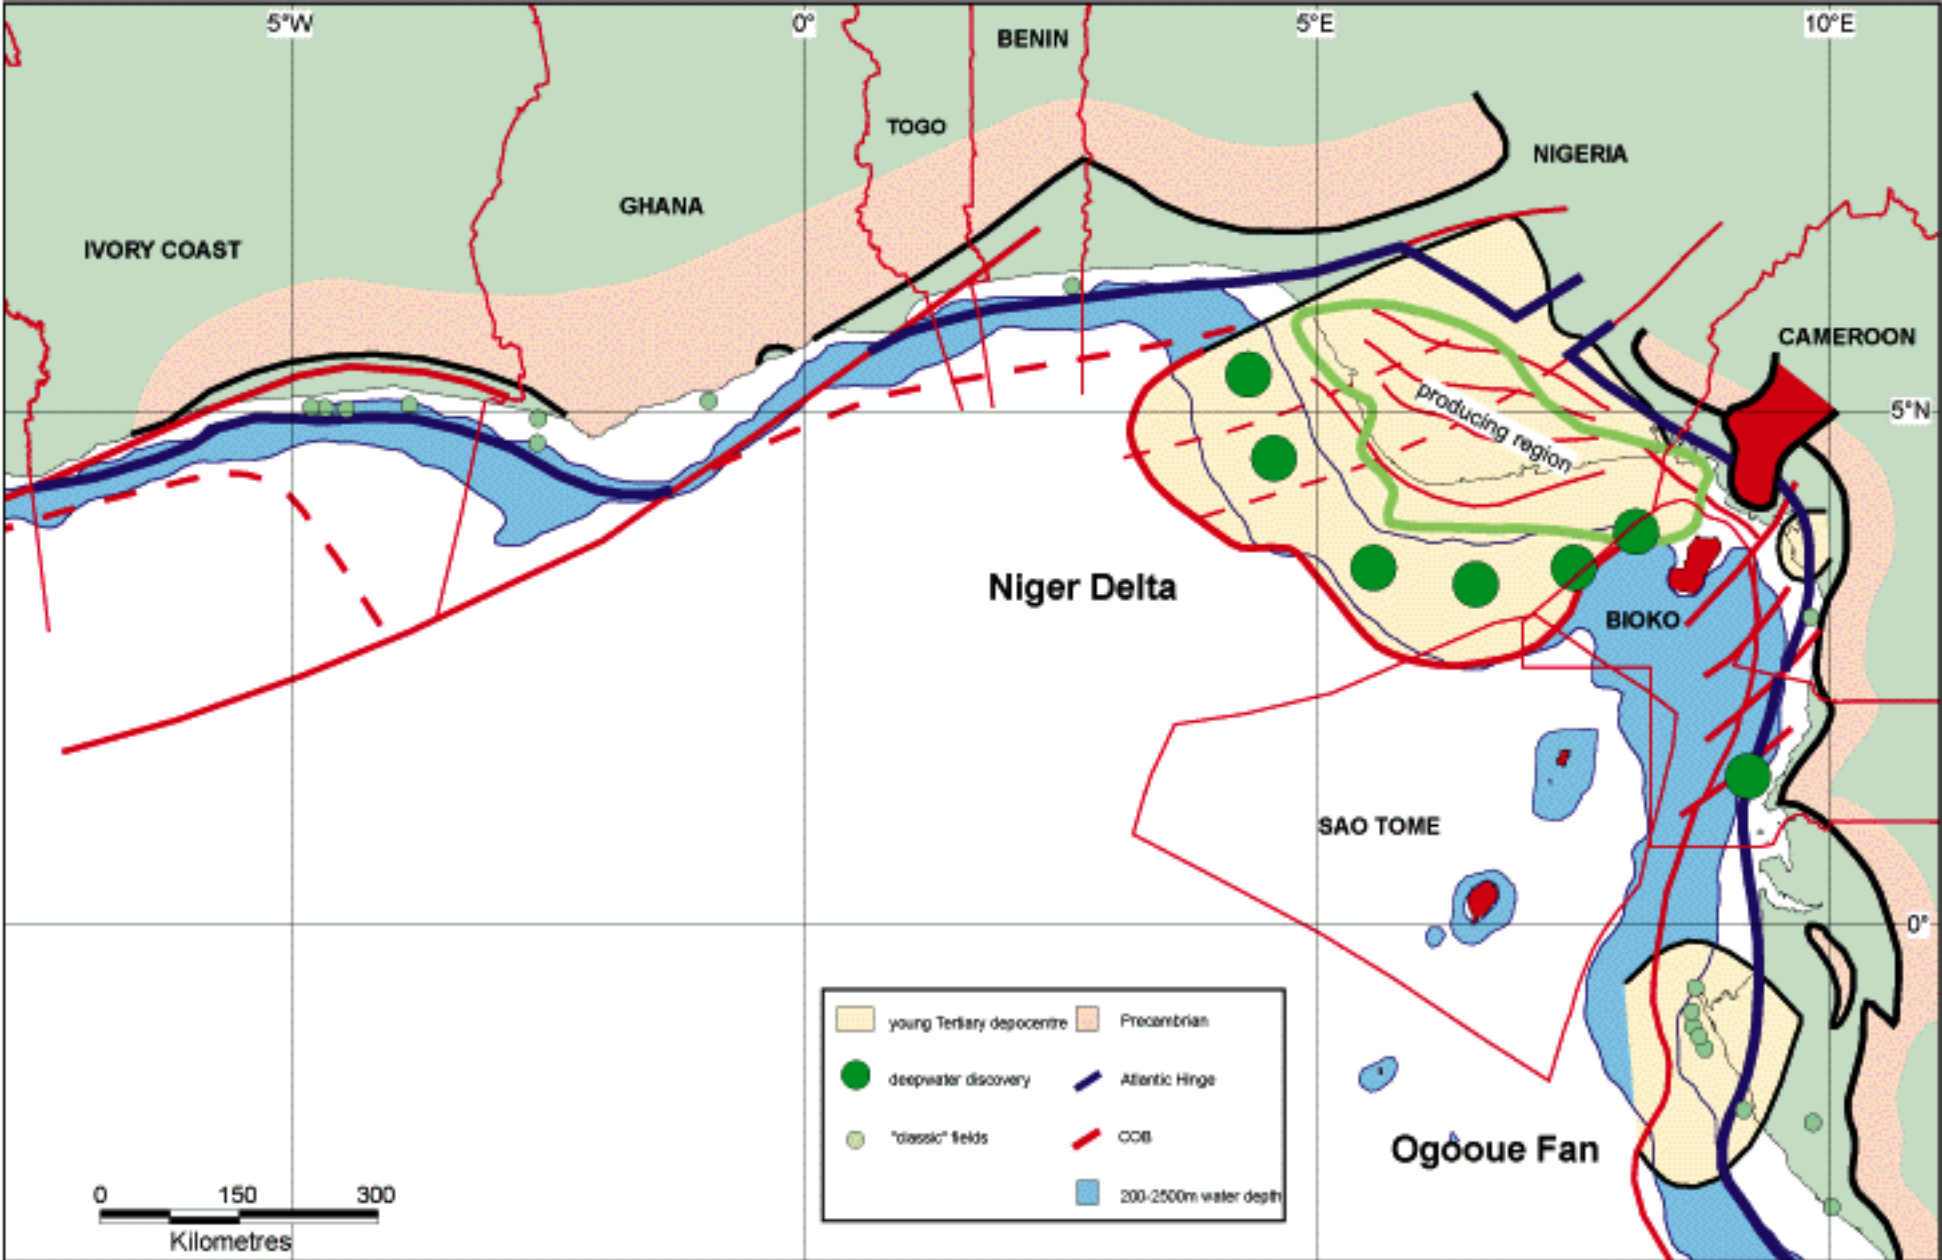 5°W
0°
5°E
10°E
BENIN
TOGO
NIGERIA
GHANA
IVORY COAST
CAMEROON
5°N
producing region
Niger Delta
BIOKO
SAO TOME
0°
young Tertiary depocentre
Precambrian
deepwater discovery
Atlantic Hinge
"classic" fields
COB
200-2500m water depth
Ogooue Fan
0 150 300
Kilometres